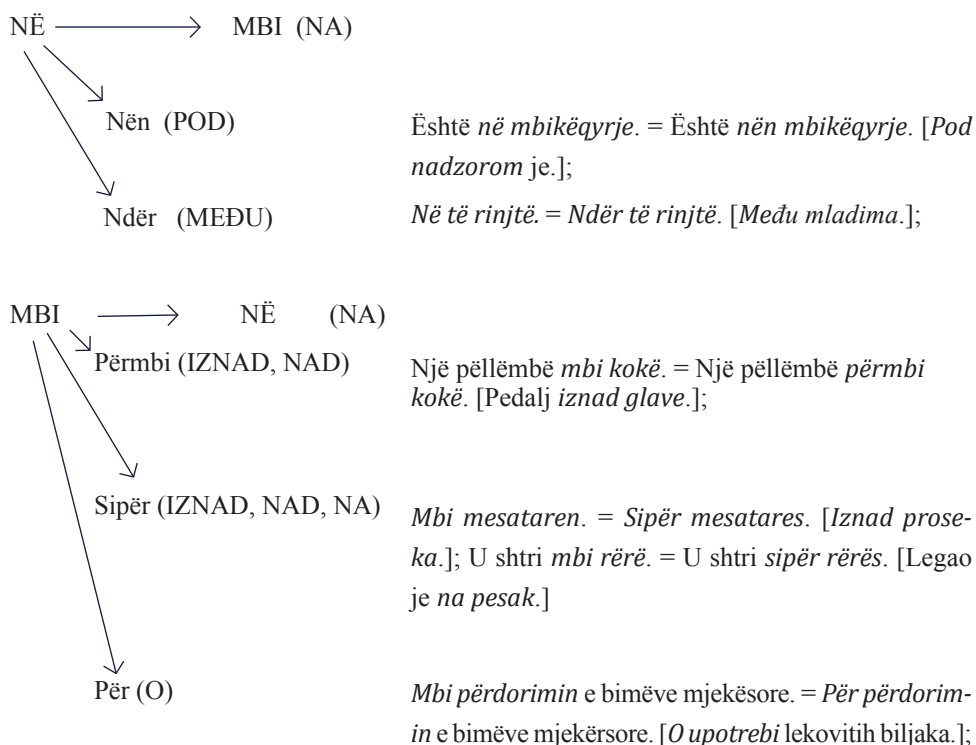 NË MBI (NA)
Nën (POD) Është në mbikëqyrje. = Është nën mbikëqyrje. [Pod
nadzorom je.];
Ndër (MEĐU) Në të rinjtë. = Ndër të rinjtë. [Među mladima.];
MBI NË (NA)
Përmbi (IZNAD, NAD) Një pëllëmbë mbi kokë. = Një pëllëmbë përmbi
kokë. [Pedalj iznad glave.];
Sipër (IZNAD, NAD, NA) Mbi mesataren. = Sipër mesatares. [Iznad prose-
ka.]; U shtri mbi rërë. = U shtri sipër rërës. [Legao
je na pesak.]
Për (O) Mbi përdorimin e bimëve mjekësore. = Për përdorim-
in e bimëve mjekërsore. [O upotrebi lekovitih biljaka.];